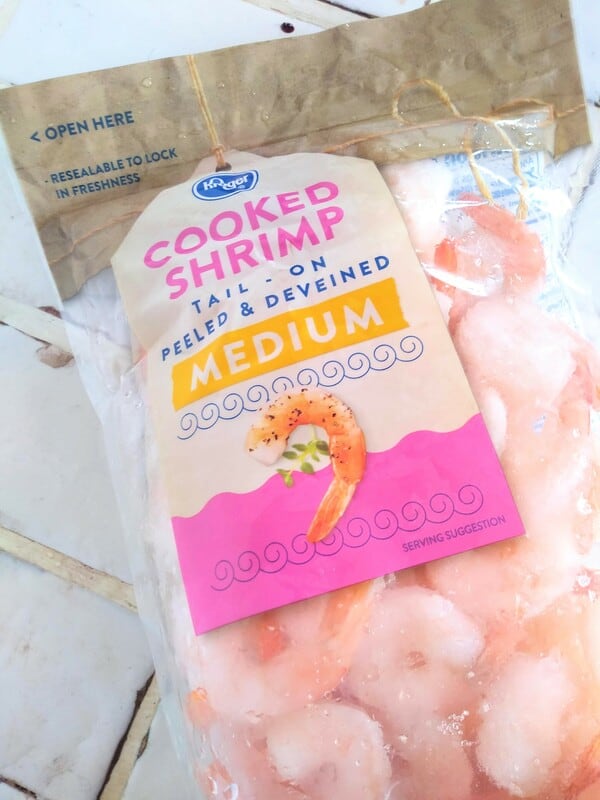 < OPEN HERE
- RESEALABLE TO LOCK
IN FRESHNESS
Kroger
COOKED
SHRIMP
TAIL - ON
PEELED & DEVEINED
MEDIUM
SERVING SUGGESTION